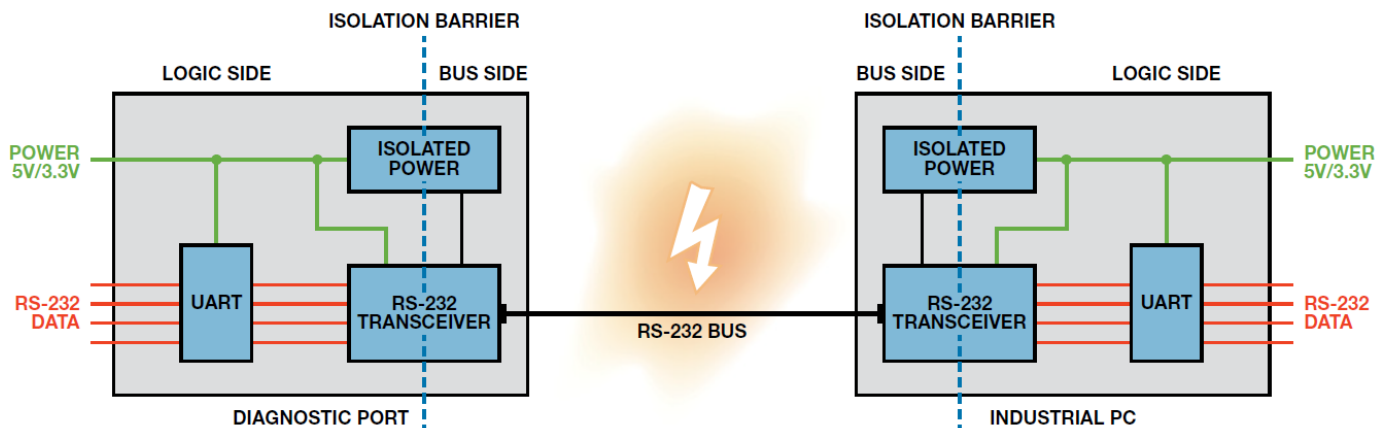 ISOLATION BARRIER
ISOLATION BARRIER
LOGIC SIDE
BUS SIDE
BUS SIDE
LOGIC SIDE
POWER
5V/3.3V
ISOLATED
POWER
ISOLATED
POWER
POWER
5V/3.3V
RS-232
DATA
UART
RS-232
TRANSCEIVER
RS-232 BUS
RS-232
TRANSCEIVER
UART
RS-232
DATA
DIAGNOSTIC PORT
INDUSTRIAL PC